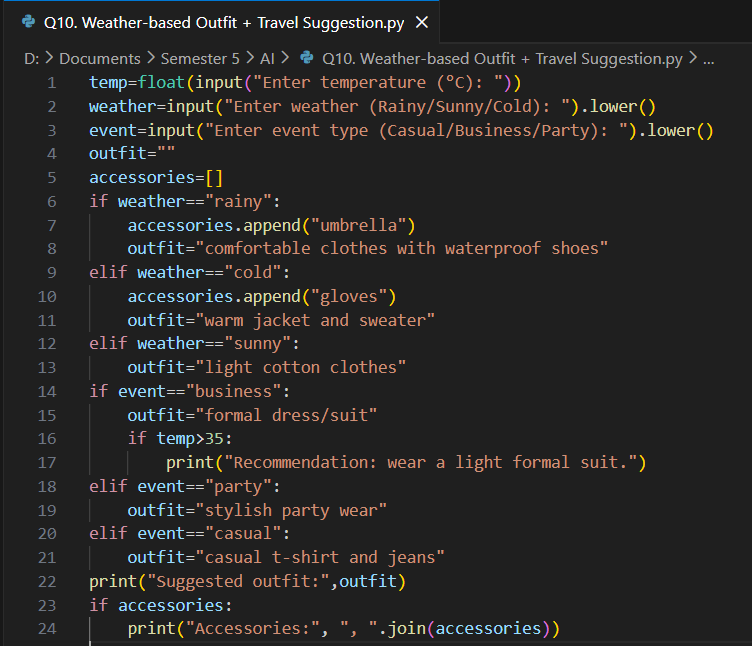 Q10. Weather-based Outfit + Travel Suggestion.py ×
D: > Documents > Semester 5 > AI > Q10. Weather-based Outfit + Travel Suggestion.py > ...
1 temp=float(input("Enter temperature (°C): "))
2 weather=input("Enter weather (Rainy/Sunny/Cold): ").lower()
3 event=input("Enter event type (Casual/Business/Party): ").lower()
4 outfit=""
5 accessories=[]
6 if weather=="rainy":
7     accessories.append("umbrella")
8     outfit="comfortable clothes with waterproof shoes"
9 elif weather=="cold":
10     accessories.append("gloves")
11     outfit="warm jacket and sweater"
12 elif weather=="sunny":
13     outfit="light cotton clothes"
14 if event=="business":
15     outfit="formal dress/suit"
16     if temp>35:
17         print("Recommendation: wear a light formal suit.")
18 elif event=="party":
19     outfit="stylish party wear"
20 elif event=="casual":
21     outfit="casual t-shirt and jeans"
22 print("Suggested outfit:",outfit)
23 if accessories:
24     print("Accessories:", ", ".join(accessories))